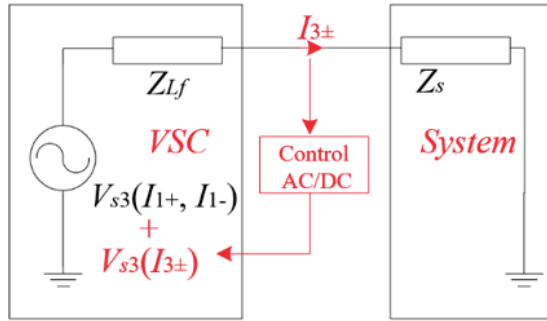 I3±
ZLf
Zs
VSC
Control
AC/DC
System
Vs3(I1+, I1-)
+
Vs3(I3±)